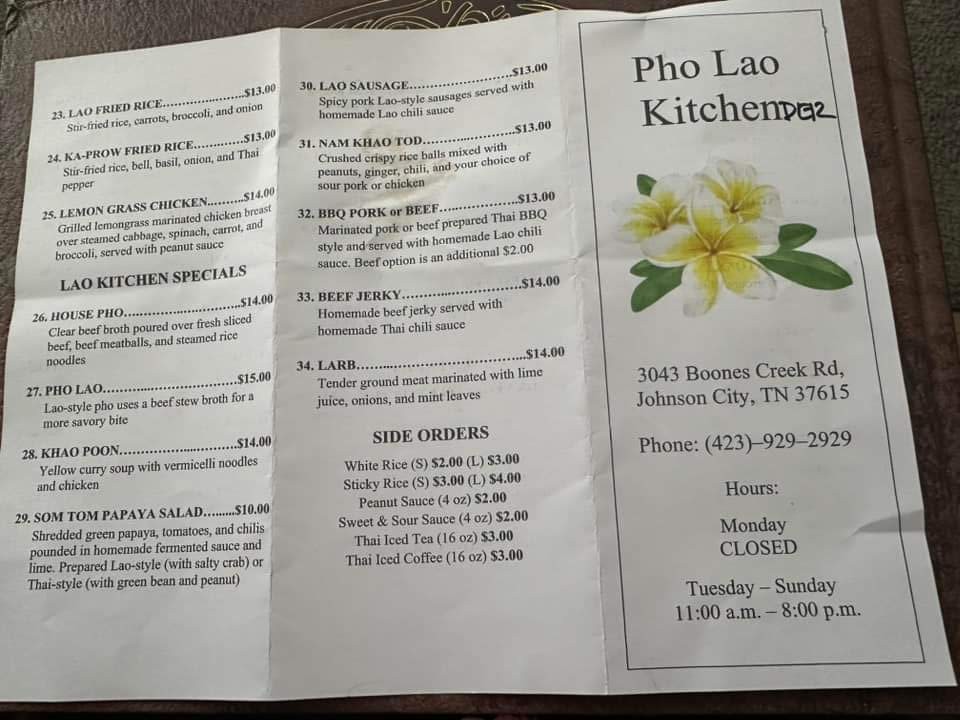 23. LAO FRIED RICE......................$13.00
Stir-fried rice, carrots, broccoli, and onion
24. KA-PROW FRIED RICE...............$13.00
Stir-fried rice, bell, basil, onion, and Thai
pepper
25. LEMON GRASS CHICKEN.........$14.00
Grilled lemongrass marinated chicken breast
over steamed cabbage, spinach, carrot, and
broccoli, served with peanut sauce
LAO KITCHEN SPECIALS
26. HOUSE PHO..........................$14.00
Clear beef broth poured over fresh sliced
beef, beef meatballs, and steamed rice
noodles
27. PHO LAO..............................$15.00
Lao-style pho uses a beef stew broth for a
more savory bite
28. KHAO POON..........................$14.00
Yellow curry soup with vermicelli noodles
and chicken
29. SOM TOM PAPAYA SALAD.........$10.00
Shredded green papaya, tomatoes, and chilis
pounded in homemade fermented sauce and
lime. Prepared Lao-style (with salty crab) or
Thai-style (with green bean and peanut)
30. LAO SAUSAGE........................$13.00
Spicy pork Lao-style sausages served with
homemade Lao chili sauce
31. NAM KHAO TOD.....................$13.00
Crushed crispy rice balls mixed with
peanuts, ginger, chili, and your choice of
sour pork or chicken
32. BBQ PORK or BEEF..................$13.00
Marinated pork or beef prepared Thai BBQ
style and served with homemade Lao chili
sauce. Beef option is an additional $2.00
33. BEEF JERKY..........................$14.00
Homemade beef jerky served with
homemade Thai chili sauce
34. LARB...................................$14.00
Tender ground meat marinated with lime
juice, onions, and mint leaves
SIDE ORDERS
White Rice (S) $2.00 (L) $3.00
Sticky Rice (S) $3.00 (L) $4.00
Peanut Sauce (4 oz) $2.00
Sweet & Sour Sauce (4 oz) $2.00
Thai Iced Tea (16 oz) $3.00
Thai Iced Coffee (16 oz) $3.00
Pho Lao
Kitchen
3043 Boones Creek Rd,
Johnson City, TN 37615
Phone: (423)–929–2929
Hours:
Monday
CLOSED
Tuesday – Sunday
11:00 a.m. – 8:00 p.m.